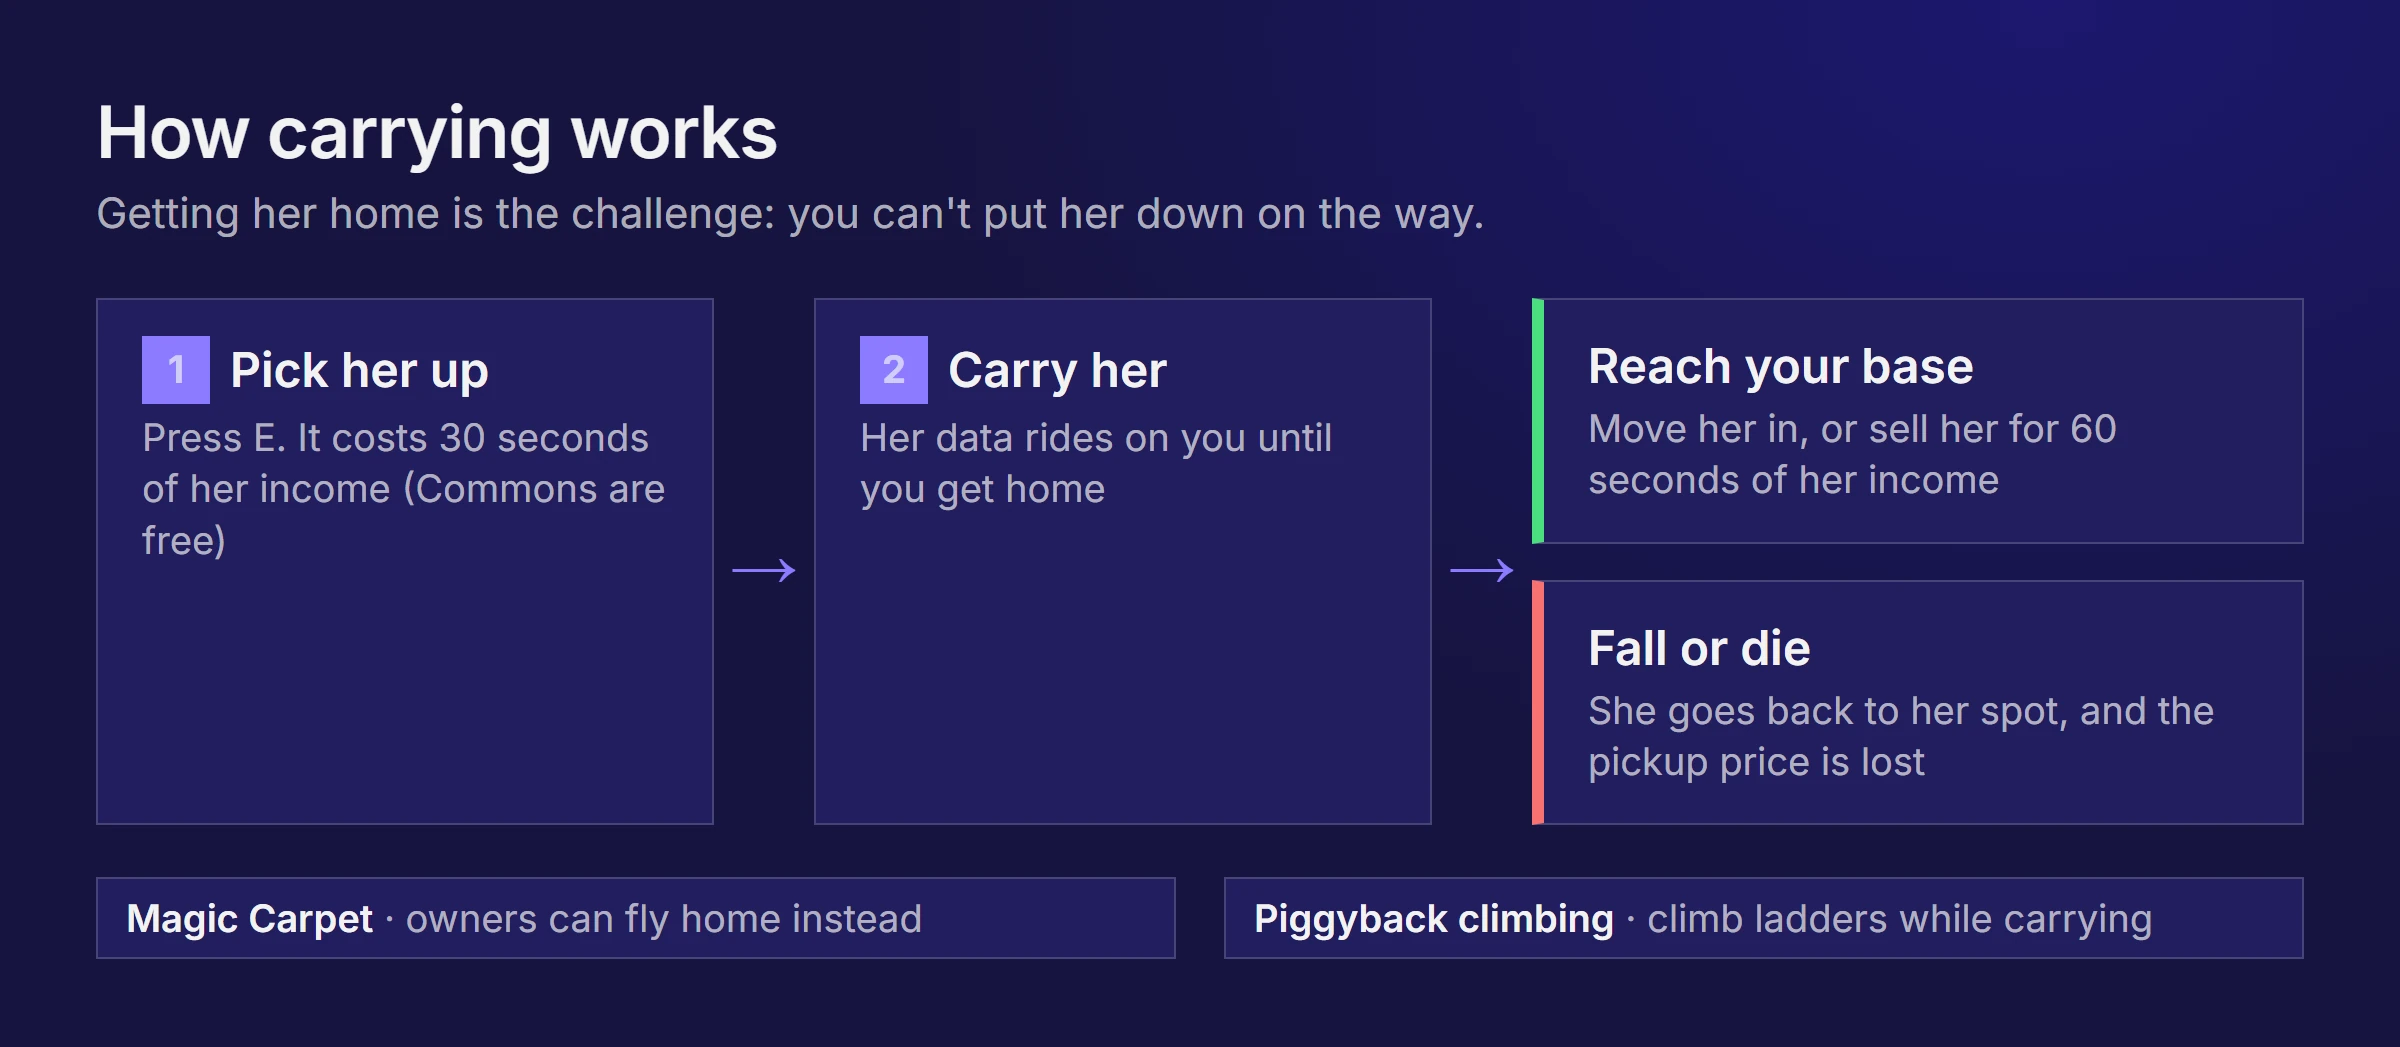 How carrying works
Getting her home is the challenge: you can't put her down on the way.
1 Pick her up
Press E. It costs 30 seconds
of her income (Commons are
free)
→
2 Carry her
Her data rides on you until
you get home
→
Reach your base
Move her in, or sell her for 60
seconds of her income
Fall or die
She goes back to her spot, and the
pickup price is lost
Magic Carpet · owners can fly home instead
Piggyback climbing · climb ladders while carrying